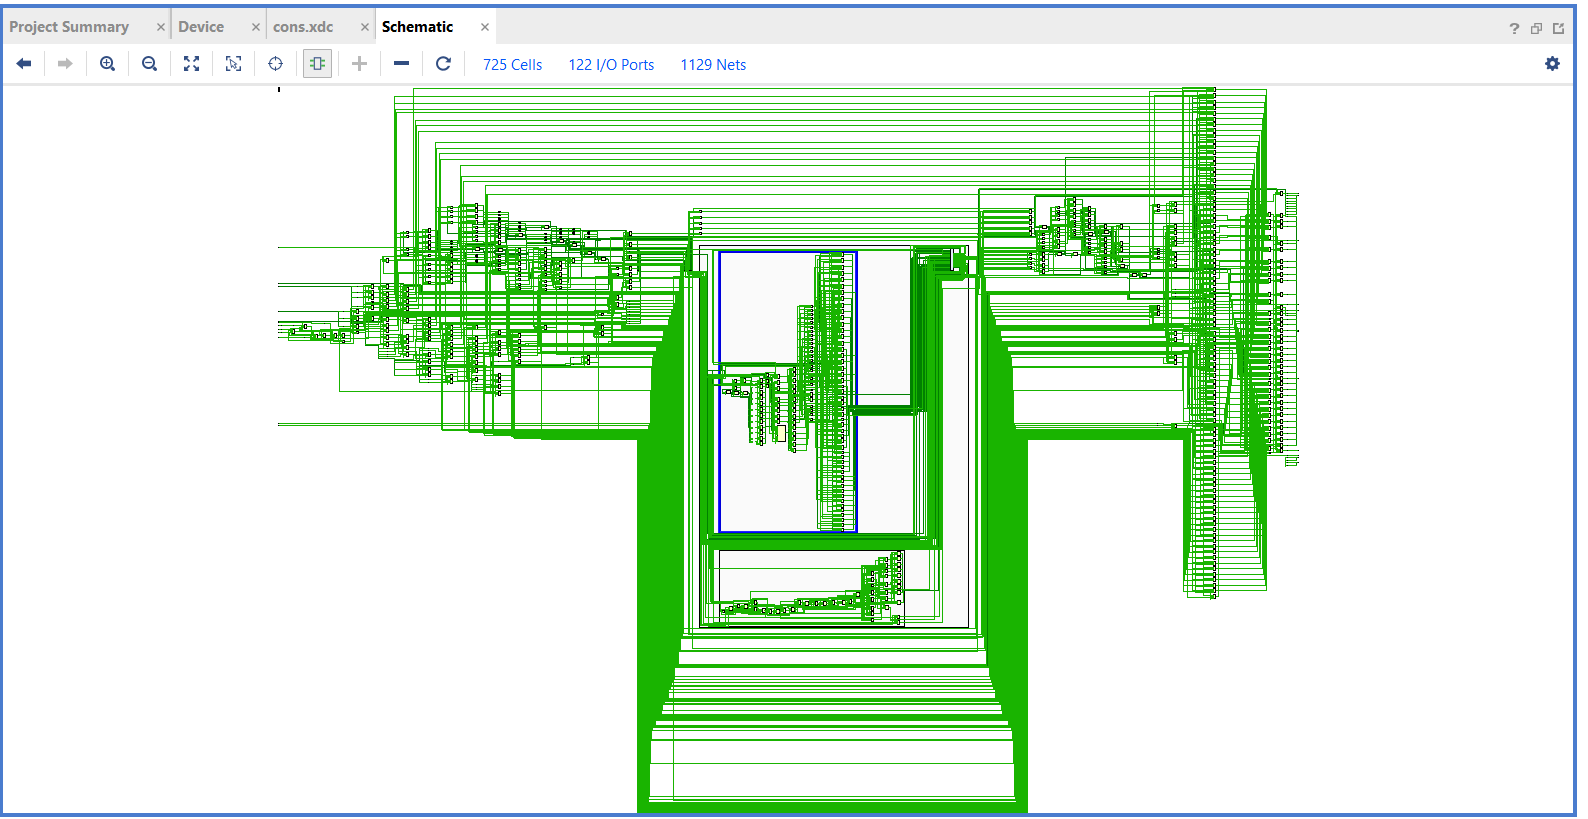 Project Summary × Device × cons.xdc × Schematic × ?
725 Cells 122 I/O Ports 1129 Nets